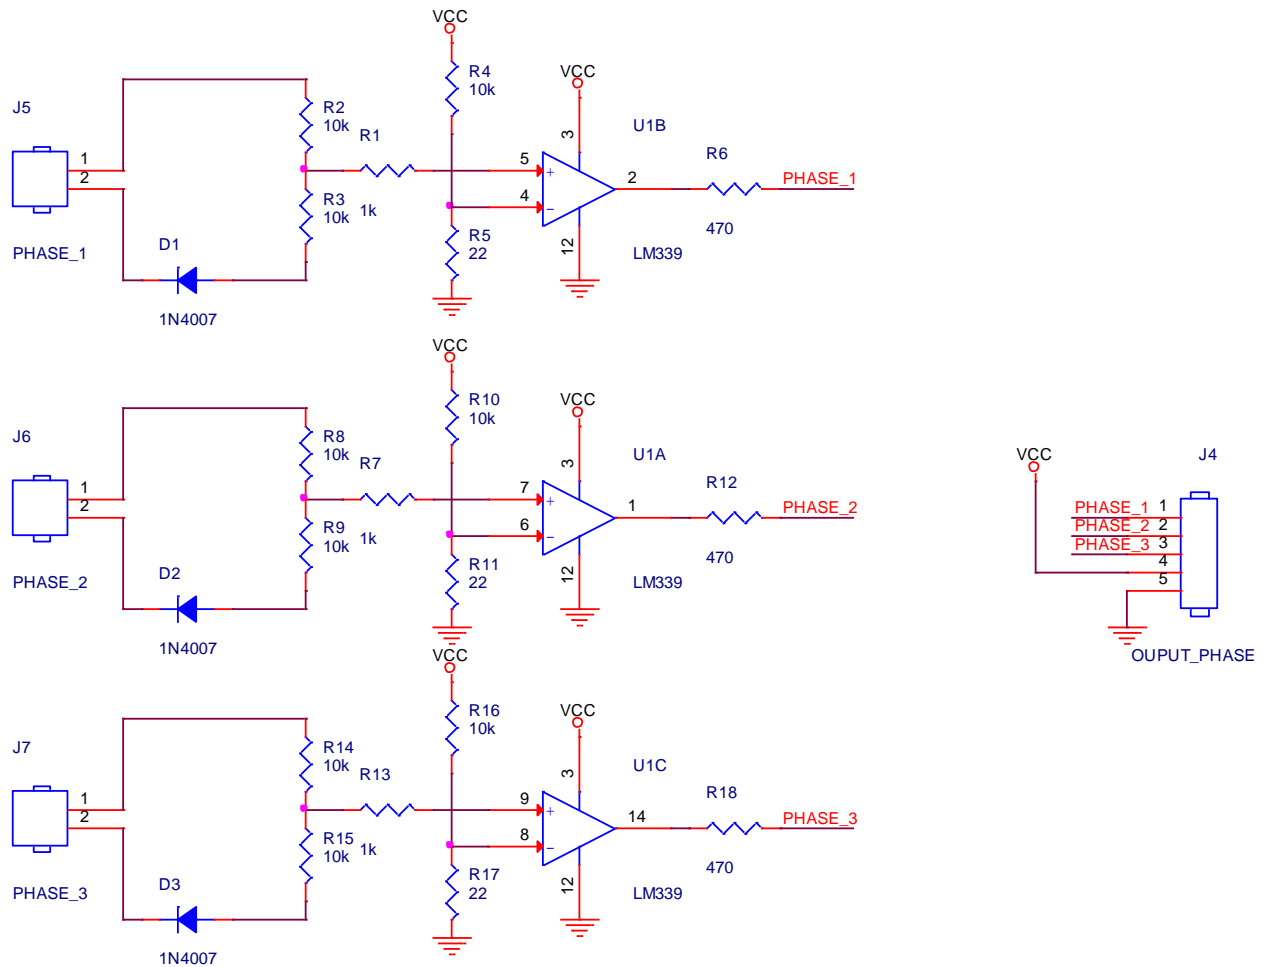 VCC
R4
10k
VCC
J5
R2
10k
R1
3
U1B
1
2
5
+
R6
2
PHASE_1
R3
10k
1k
4
−
470
R5
22
12
LM339
PHASE_1
D1
1N4007
VCC
R10
10k
VCC
J6
R8
10k
R7
3
U1A
1
2
7
+
R12
1
PHASE_2
R9
10k
1k
6
−
470
R11
22
12
LM339
PHASE_2
D2
1N4007
VCC
J4
PHASE_1
1
PHASE_2
2
PHASE_3
3
4
5
OUPUT_PHASE
VCC
R16
10k
VCC
J7
R14
10k
R13
3
U1C
1
2
9
+
R18
14
PHASE_3
R15
10k
1k
8
−
470
R17
22
12
LM339
PHASE_3
D3
1N4007